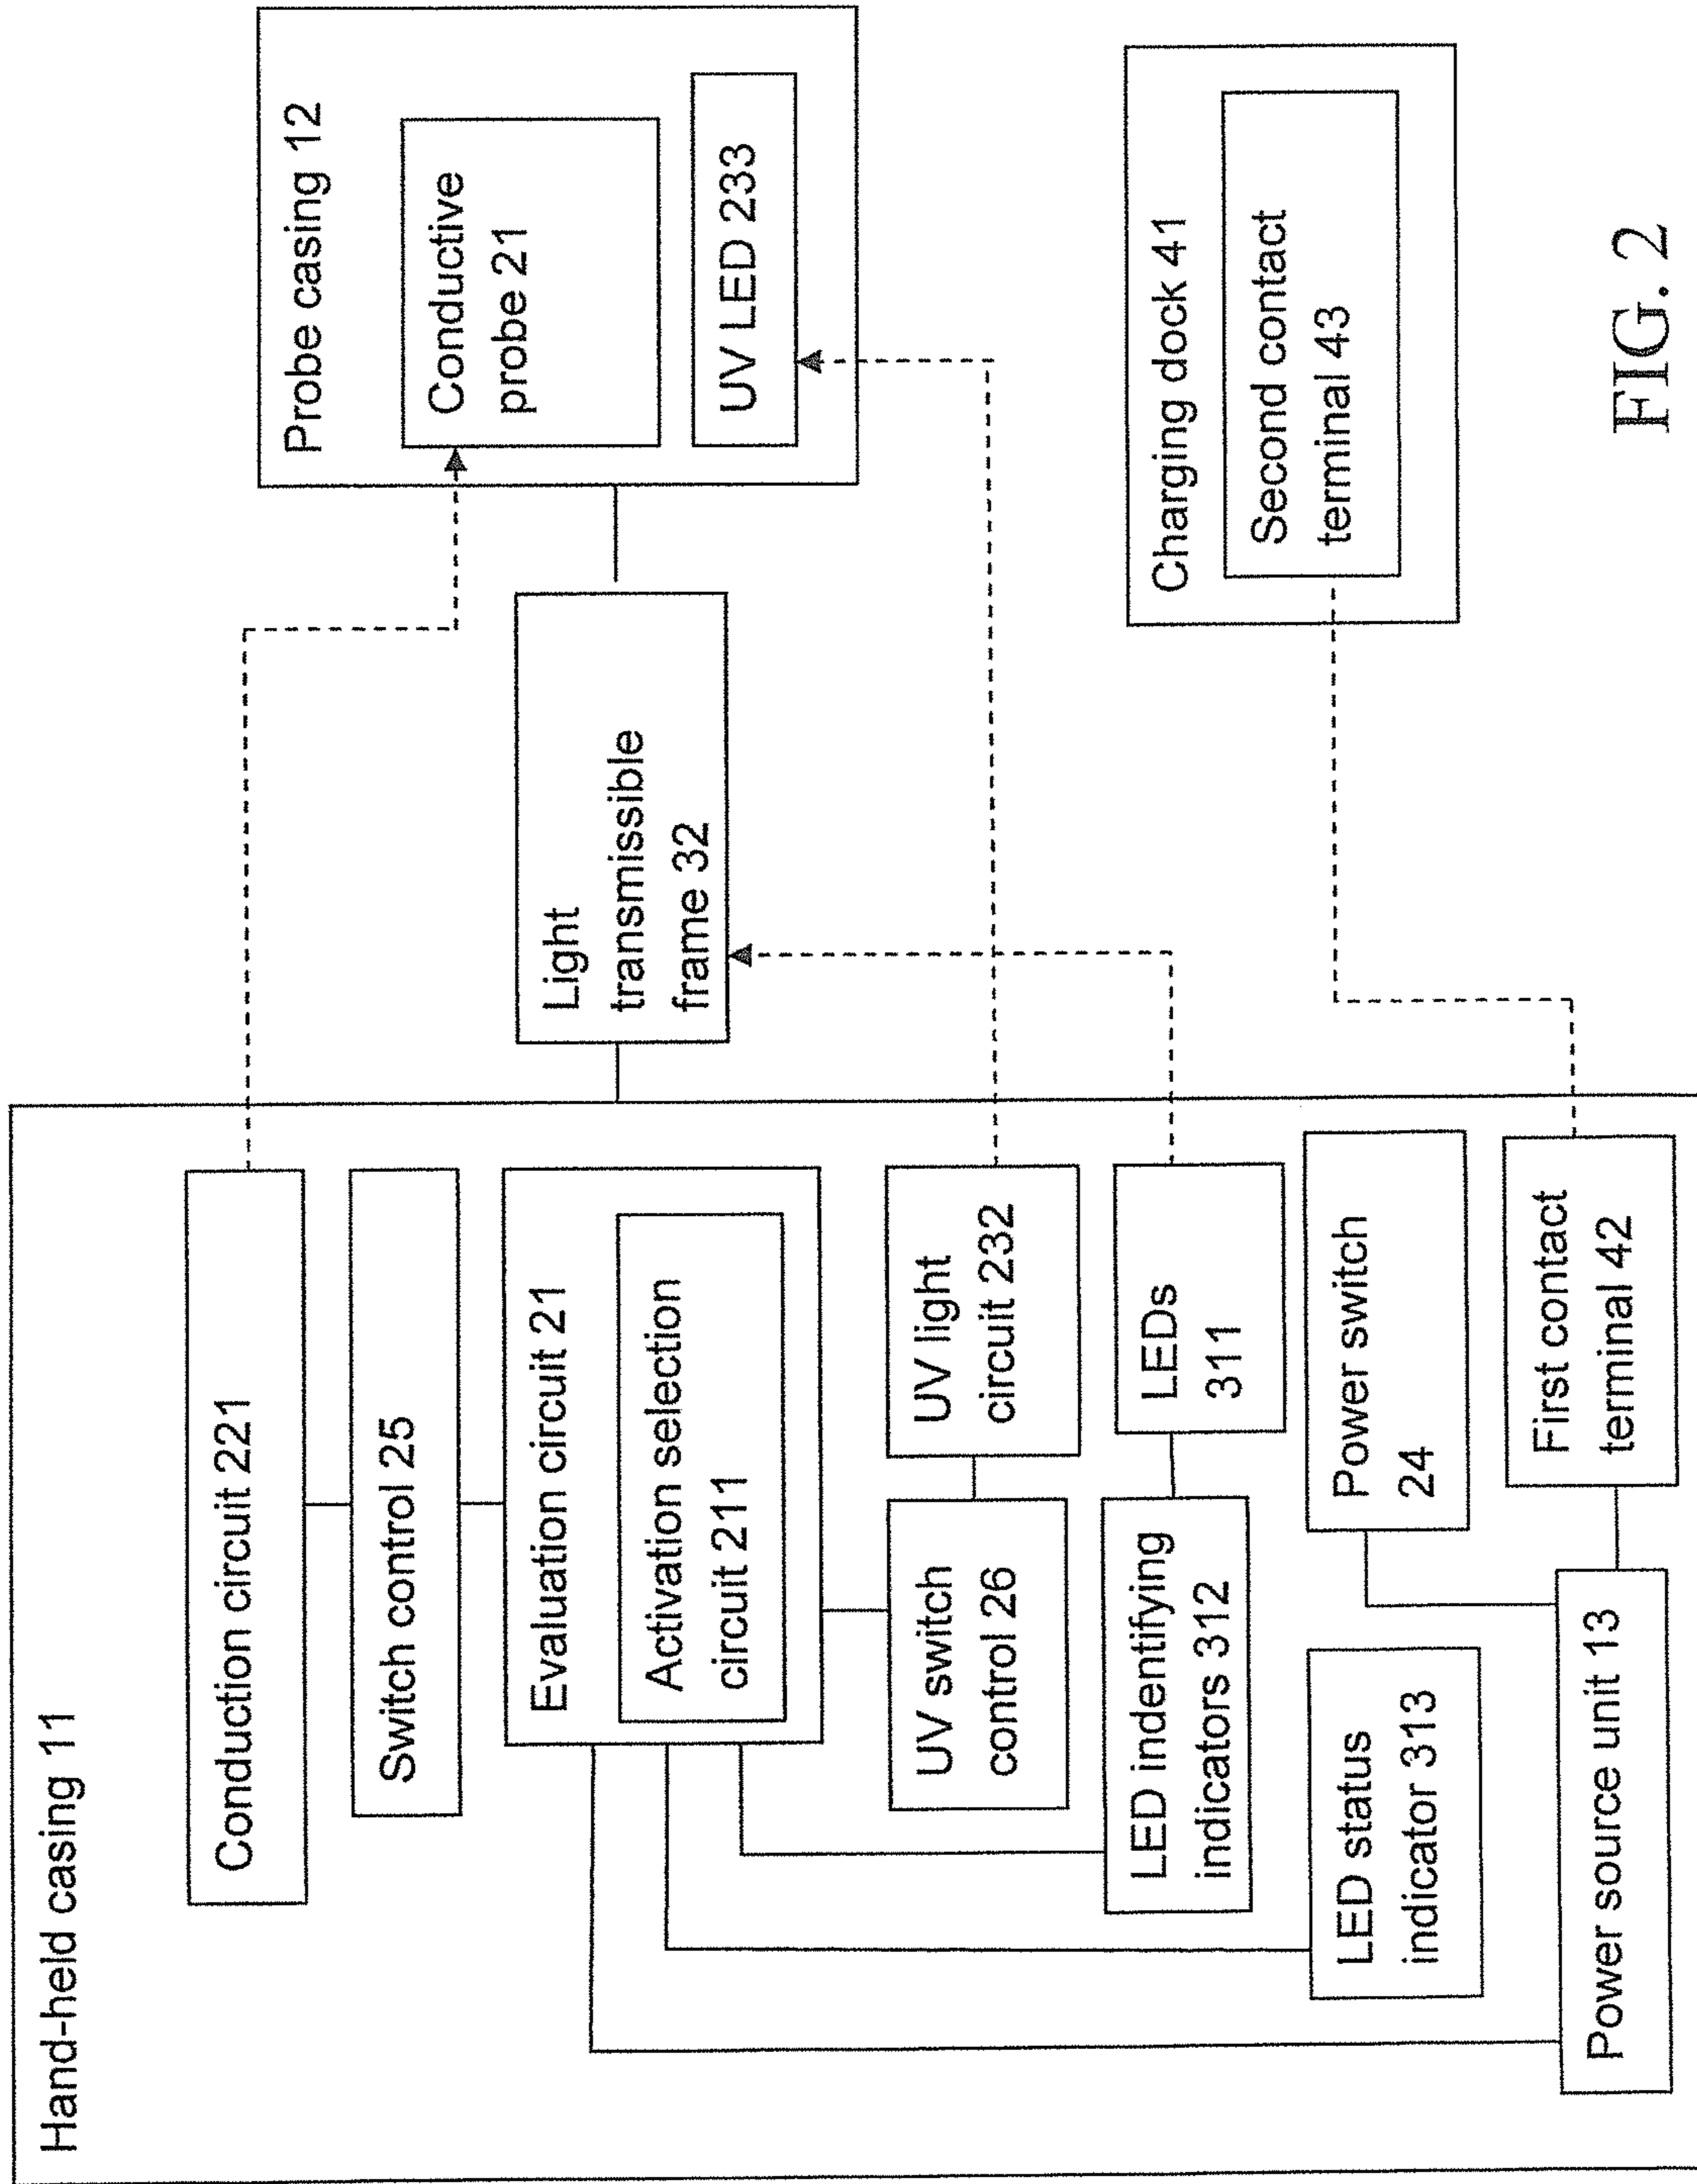 Hand-held casing 11
Conduction circuit 221
Switch control 25
Evaluation circuit 21
Activation selection
circuit 211
UV switch
control 26
UV light
circuit 232
LED indentifying
indicators 312
LEDs
311
LED status
indicator 313
Power switch
24
Power source unit 13
First contact
terminal 42
Light
transmissible
frame 32
Probe casing 12
Conductive
probe 21
UV LED 233
Charging dock 41
Second contact
terminal 43
FIG. 2